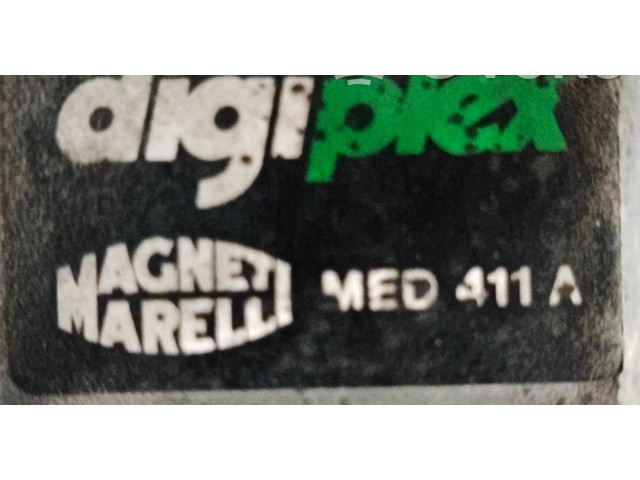 digiplex
MAGNETI
MARELLI
MED 411 A